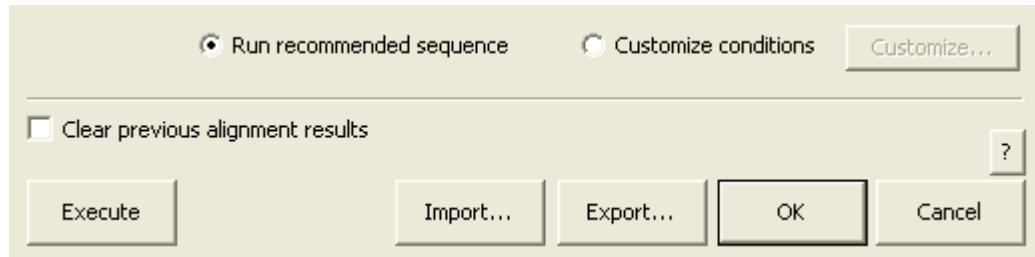 Run recommended sequence Customize conditions Customize...
Clear previous alignment results
?
Execute Import... Export... OK Cancel